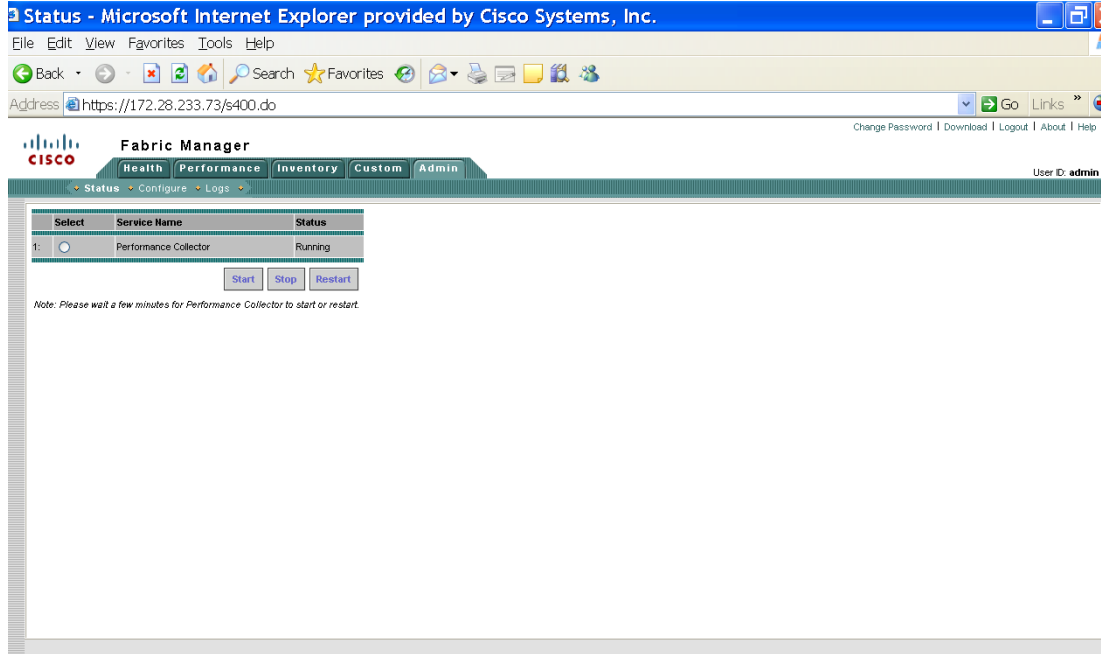 Status - Microsoft Internet Explorer provided by Cisco Systems, Inc.
File Edit View Favorites Tools Help
Back Search Favorites
Address https://172.28.233.73/s400.do Go Links »
Change Password | Download | Logout | About | Help
CISCO Fabric Manager
Health Performance Inventory Custom Admin
User ID: admin
Status Configure Logs
Select Service Name Status
1: Performance Collector Running
Start Stop Restart
Note: Please wait a few minutes for Performance Collector to start or restart.